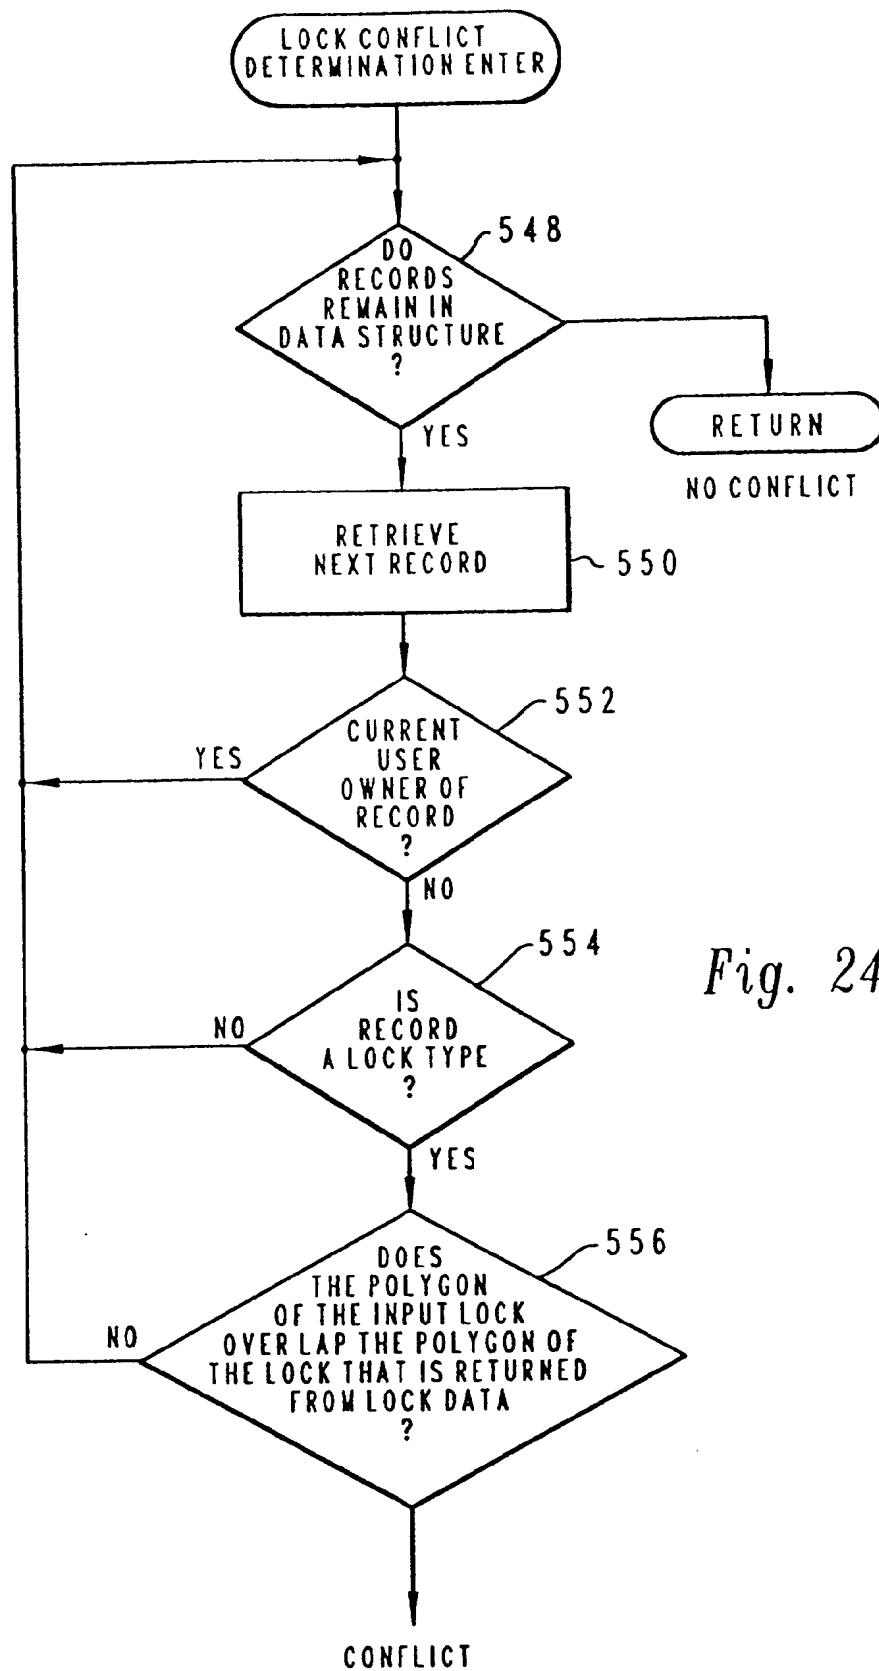 LOCK CONFLICT
DETERMINATION ENTER
548
DO
RECORDS
REMAIN IN
DATA STRUCTURE
?
YES
RETURN
NO CONFLICT
RETRIEVE
NEXT RECORD
550
552
CURRENT
USER
OWNER OF
RECORD
?
YES
NO
554
IS
RECORD
A LOCK TYPE
?
NO
YES
Fig. 24
556
DOES
THE POLYGON
OF THE INPUT LOCK
OVERLAP THE POLYGON OF
THE LOCK THAT IS RETURNED
FROM LOCK DATA
?
NO
CONFLICT